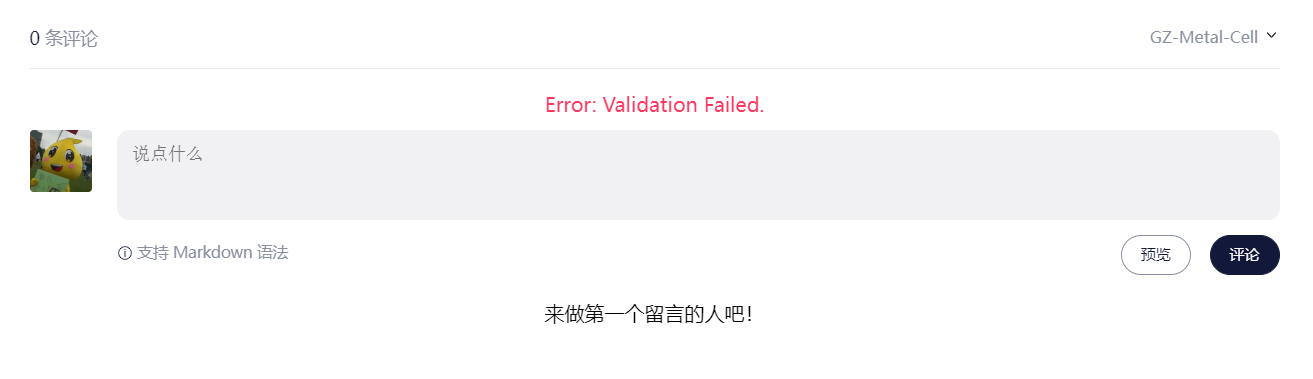 0 条评论
GZ-Metal-Cell
Error: Validation Failed.
说点什么
支持 Markdown 语法
预览
评论
来做第一个留言的人吧！